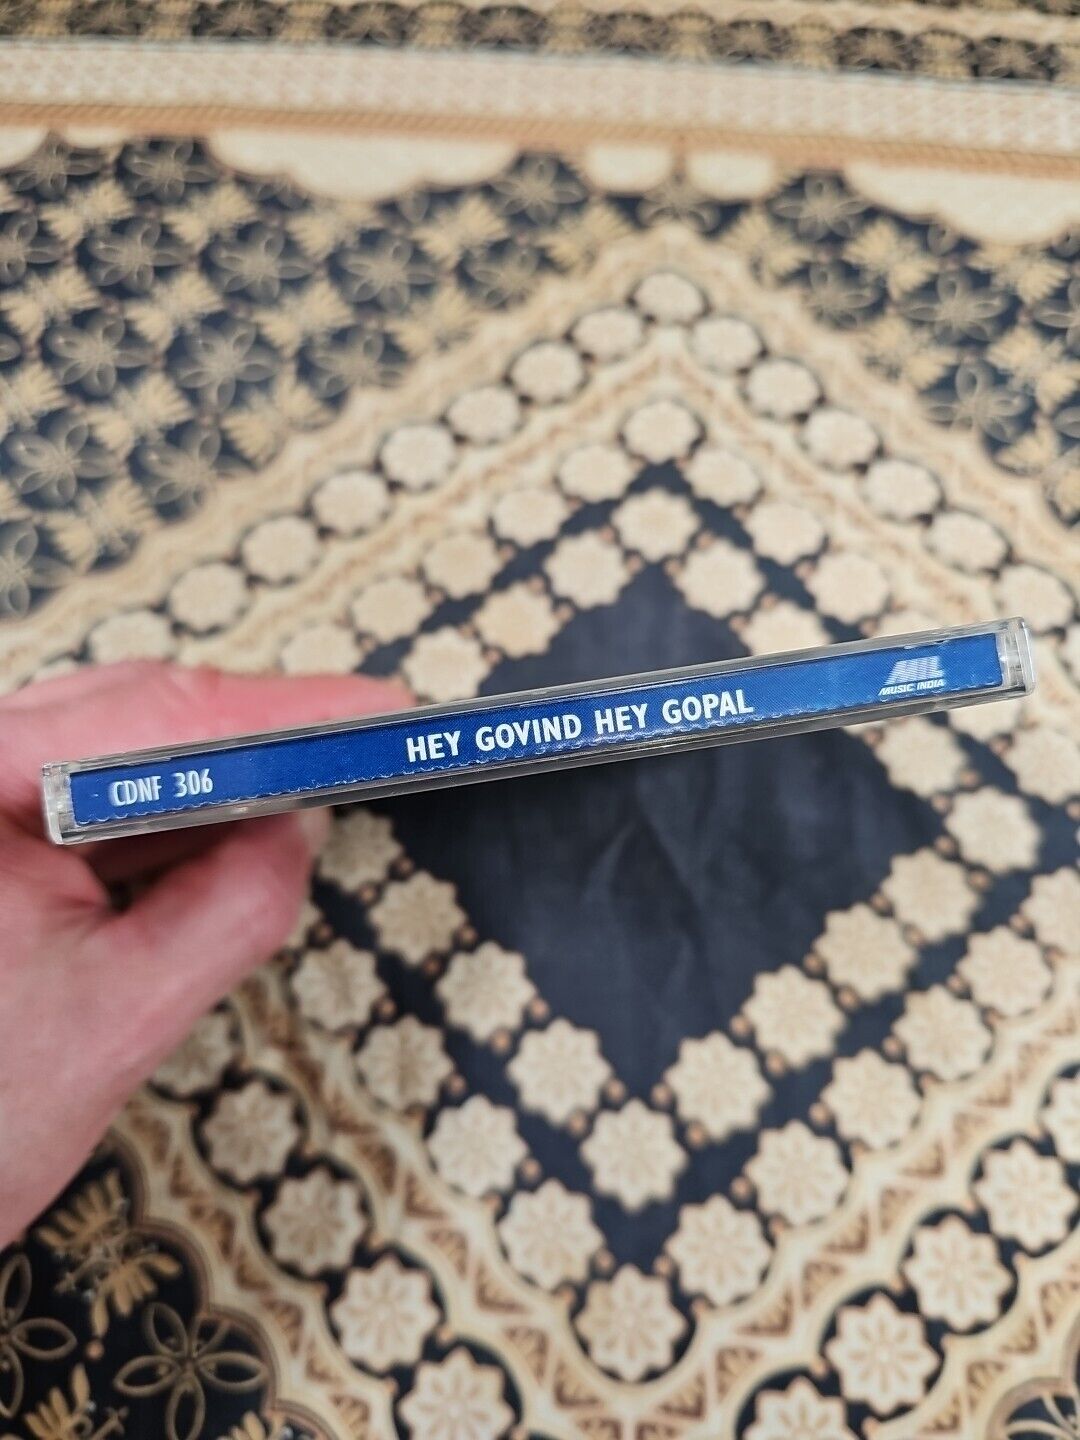 CDNF 306
HEY GOVIND HEY GOPAL
MUSIC INDIA